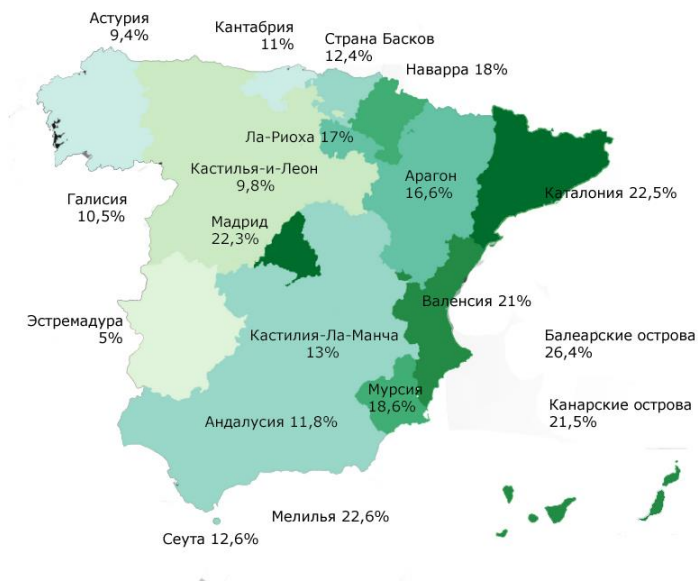 Астурия
9,4%
Кантабрия
11%
Страна Басков
12,4%
Наварра 18%
Ла-Риоха 17%
Кастилья-и-Леон
9,8%
Арагон
16,6%
Каталония 22,5%
Галисия
10,5%
Мадрид
22,3%
Валенсия 21%
Эстремадура
5%
Кастилия-Ла-Манча
13%
Балеарские острова
26,4%
Мурсия
18,6%
Канарские острова
21,5%
Андалусия 11,8%
Мелилья 22,6%
Сеута 12,6%